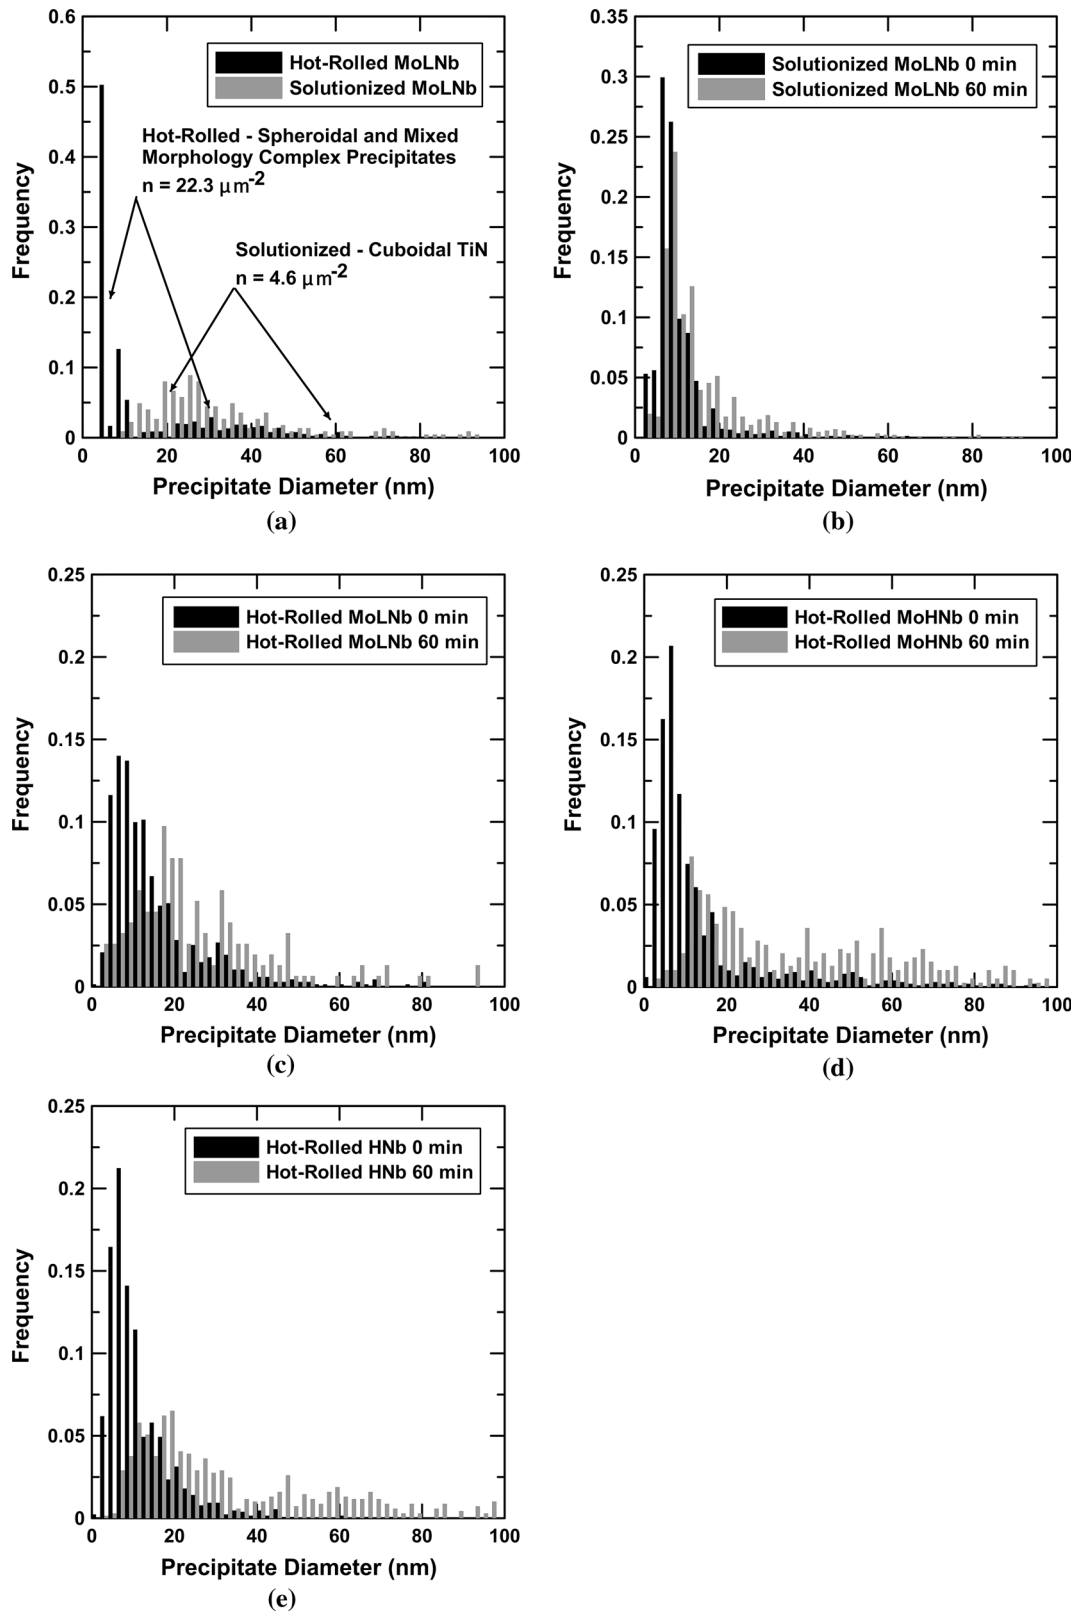 0.6
0.5
0.4
0.3
0.2
0.1
0
Frequency
Hot-Rolled MoLNb
Solutionized MoLNb
Hot-Rolled - Spheroidal and Mixed
Morphology Complex Precipitates
n = 22.3 μm-2
Solutionized - Cuboidal TiN
n = 4.6 μm-2
0 20 40 60 80 100
Precipitate Diameter (nm)
(a)
0.35
0.3
0.25
0.2
0.15
0.1
0.05
0
Frequency
Solutionized MoLNb 0 min
Solutionized MoLNb 60 min
0 20 40 60 80 100
Precipitate Diameter (nm)
(b)
0.25
0.2
0.15
0.1
0.05
0
Frequency
Hot-Rolled MoLNb 0 min
Hot-Rolled MoLNb 60 min
0 20 40 60 80 100
Precipitate Diameter (nm)
(c)
0.25
0.2
0.15
0.1
0.05
0
Frequency
Hot-Rolled MoHNb 0 min
Hot-Rolled MoHNb 60 min
0 20 40 60 80 100
Precipitate Diameter (nm)
(d)
0.25
0.2
0.15
0.1
0.05
0
Frequency
Hot-Rolled HNb 0 min
Hot-Rolled HNb 60 min
0 20 40 60 80 100
Precipitate Diameter (nm)
(e)